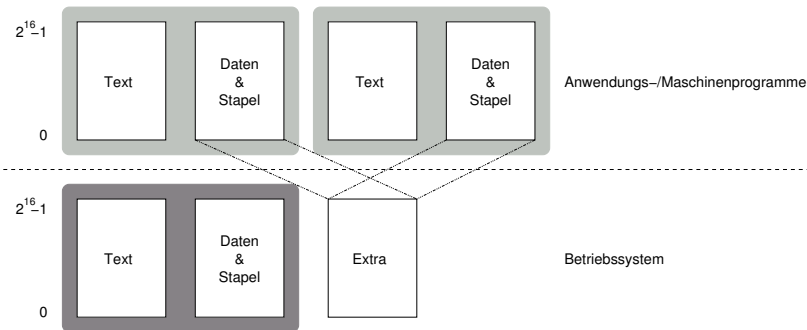 2^16–1
Text
Daten
&
Stapel
Text
Daten
&
Stapel
Anwendungs–/Maschinenprogramme
0
2^16–1
Text
Daten
&
Stapel
Extra
Betriebssystem
0